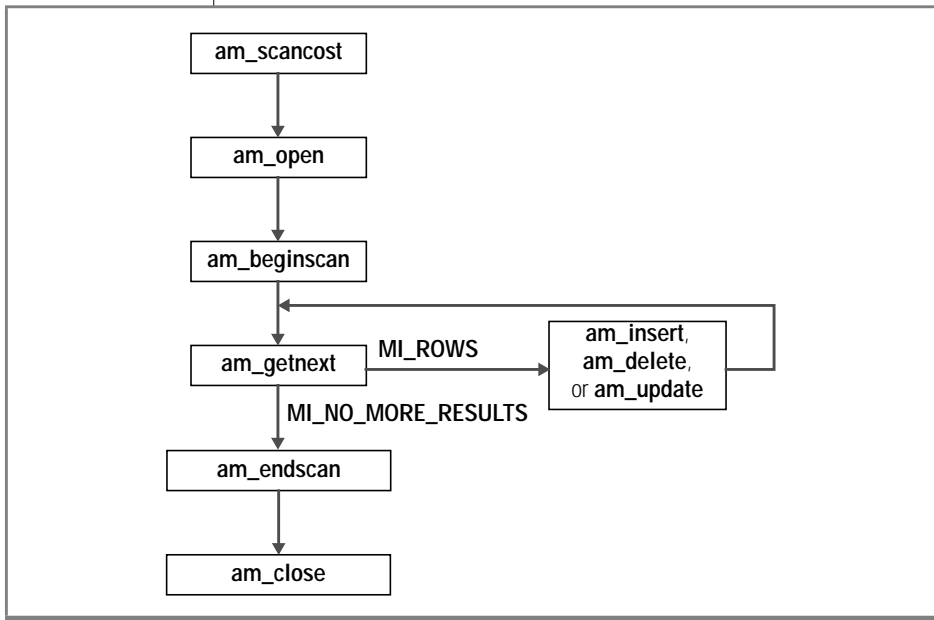 am_scancost
am_open
am_beginscan
am_getnext
MI_ROWS
am_insert,
am_delete,
or am_update
MI_NO_MORE_RESULTS
am_endscan
am_close